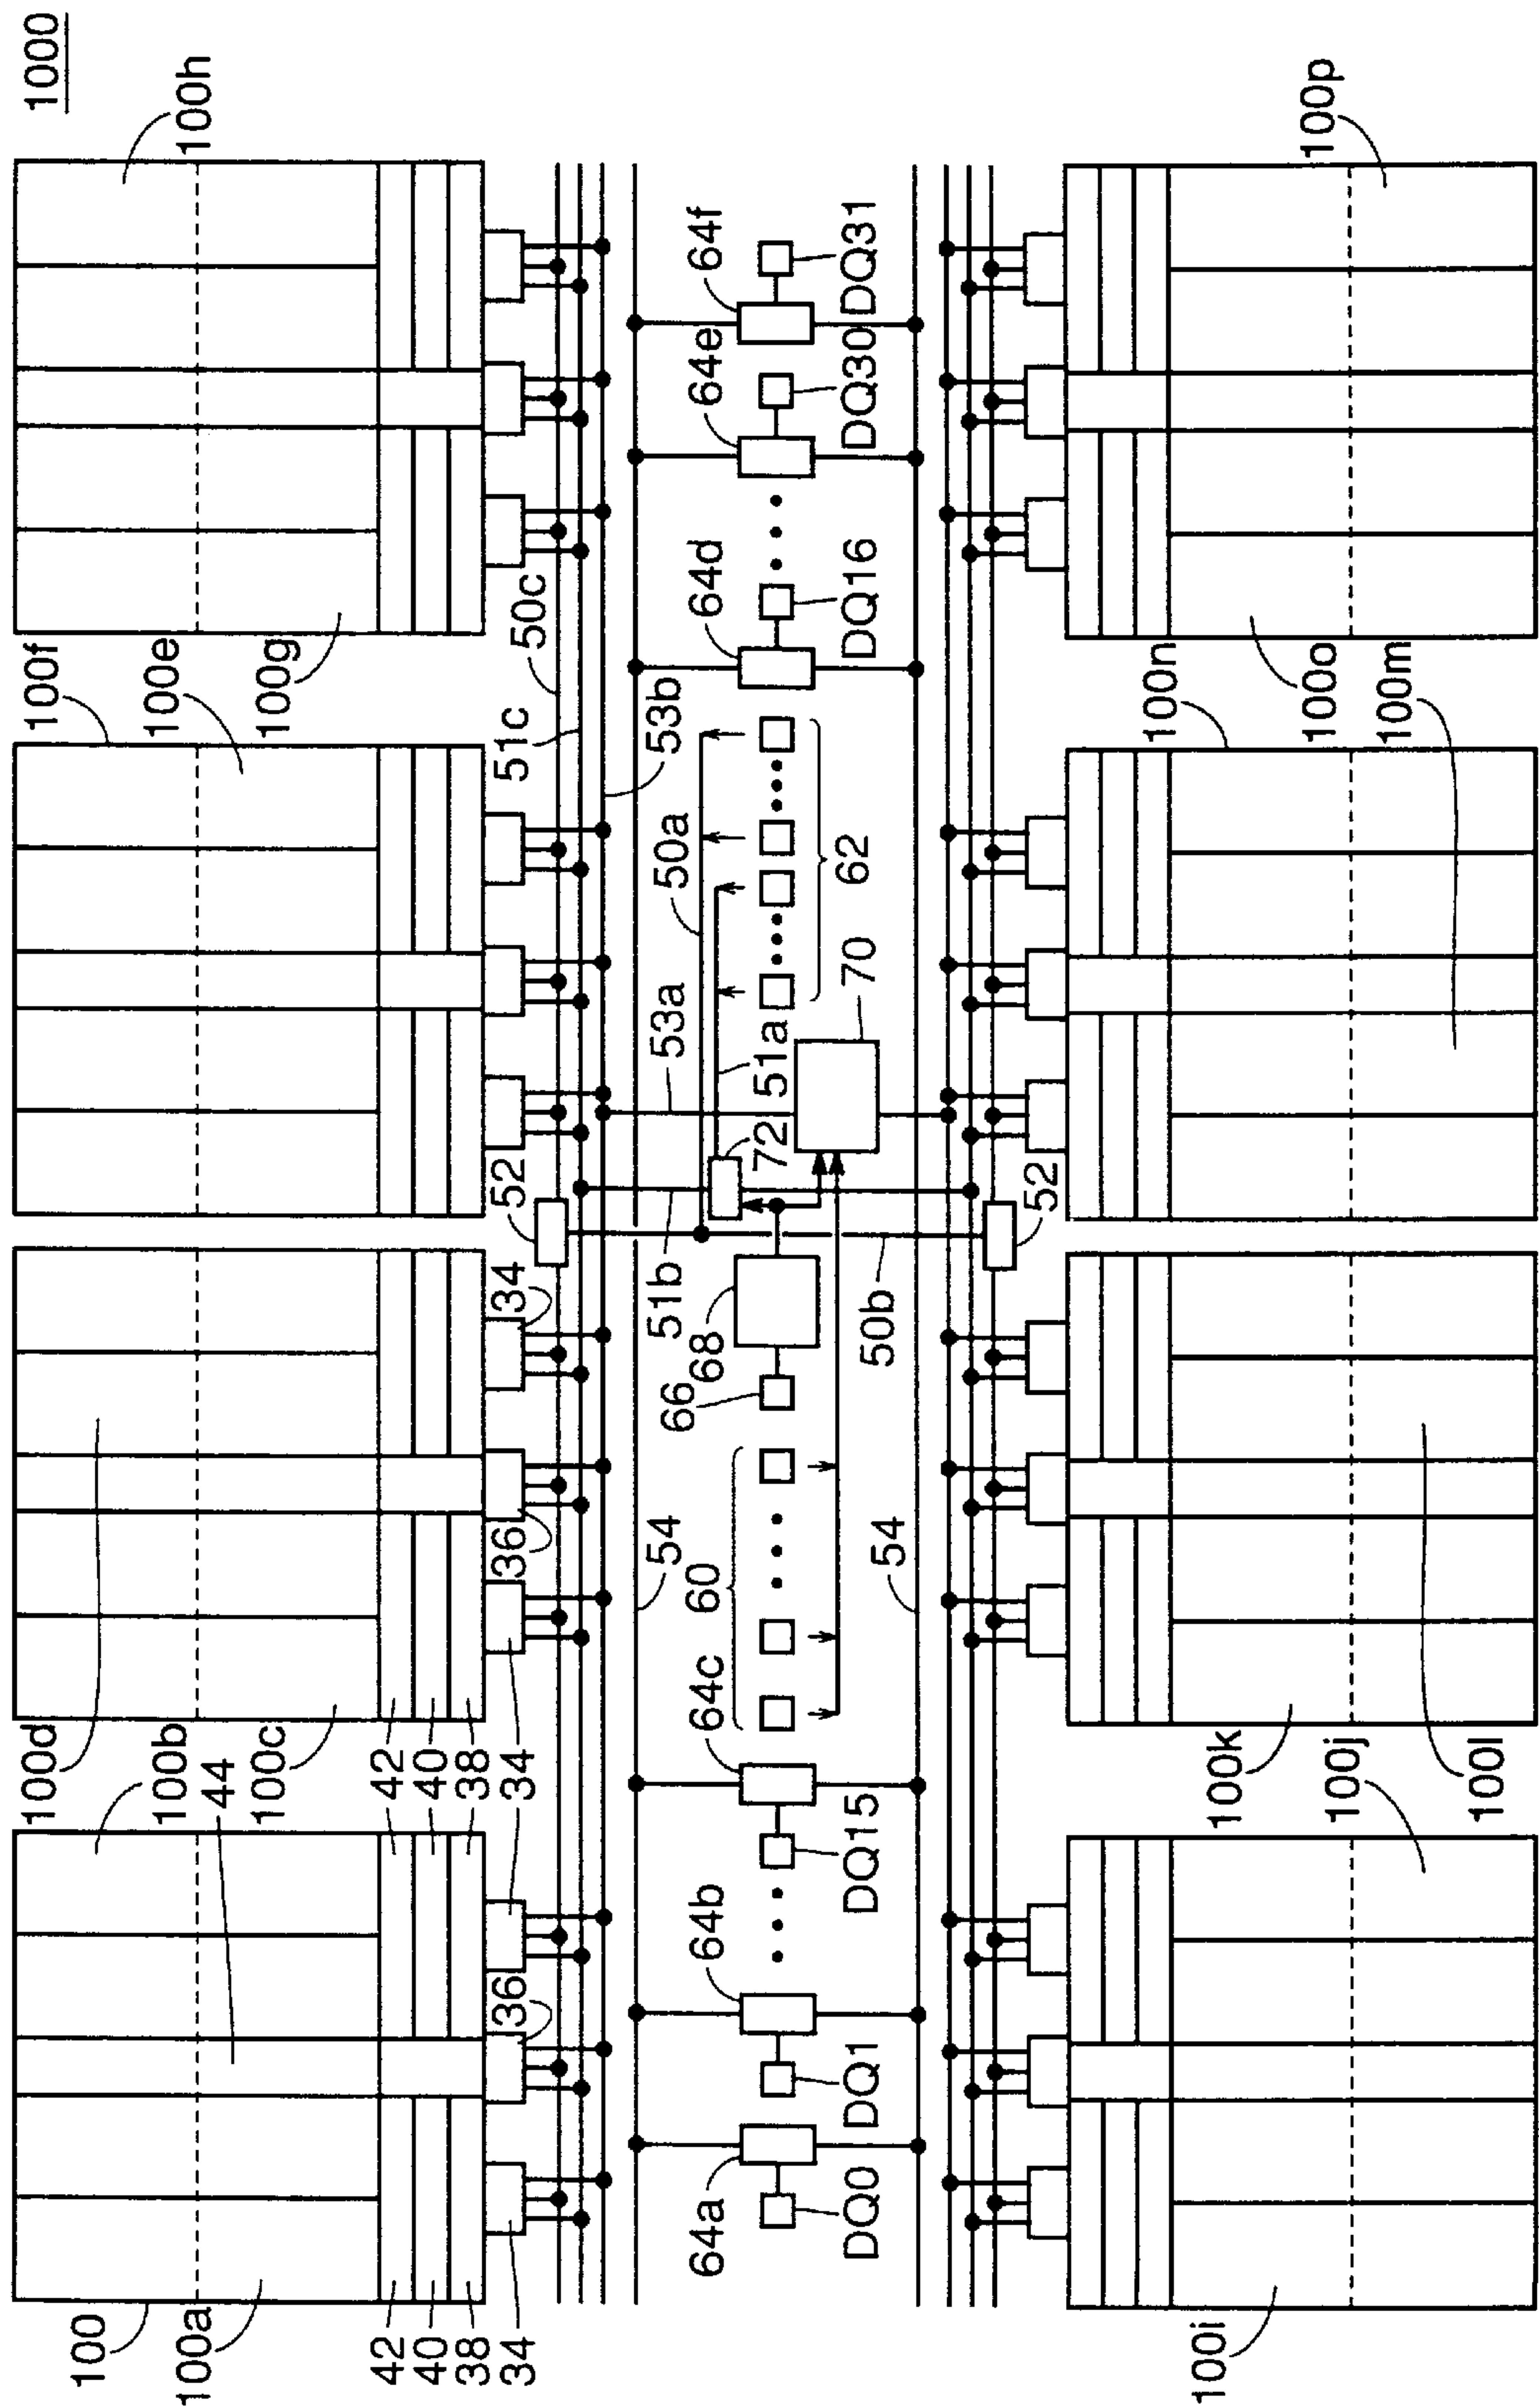 1000
100f
100d
100
100a
100b
100e
100h
44
100c
100g
42
42
40
40
38
38
34
36
34
34
36
34
52
51c
50c
54
51b
53a
50a
53b
64a
64b
64c
60
66
68
64d
64e
64f
72
51a
DQ0
DQ1
DQ15
70
62
DQ16
DQ30
DQ31
54
50b
52
100i
100k
100n
100j
100o
100p
100m
100l